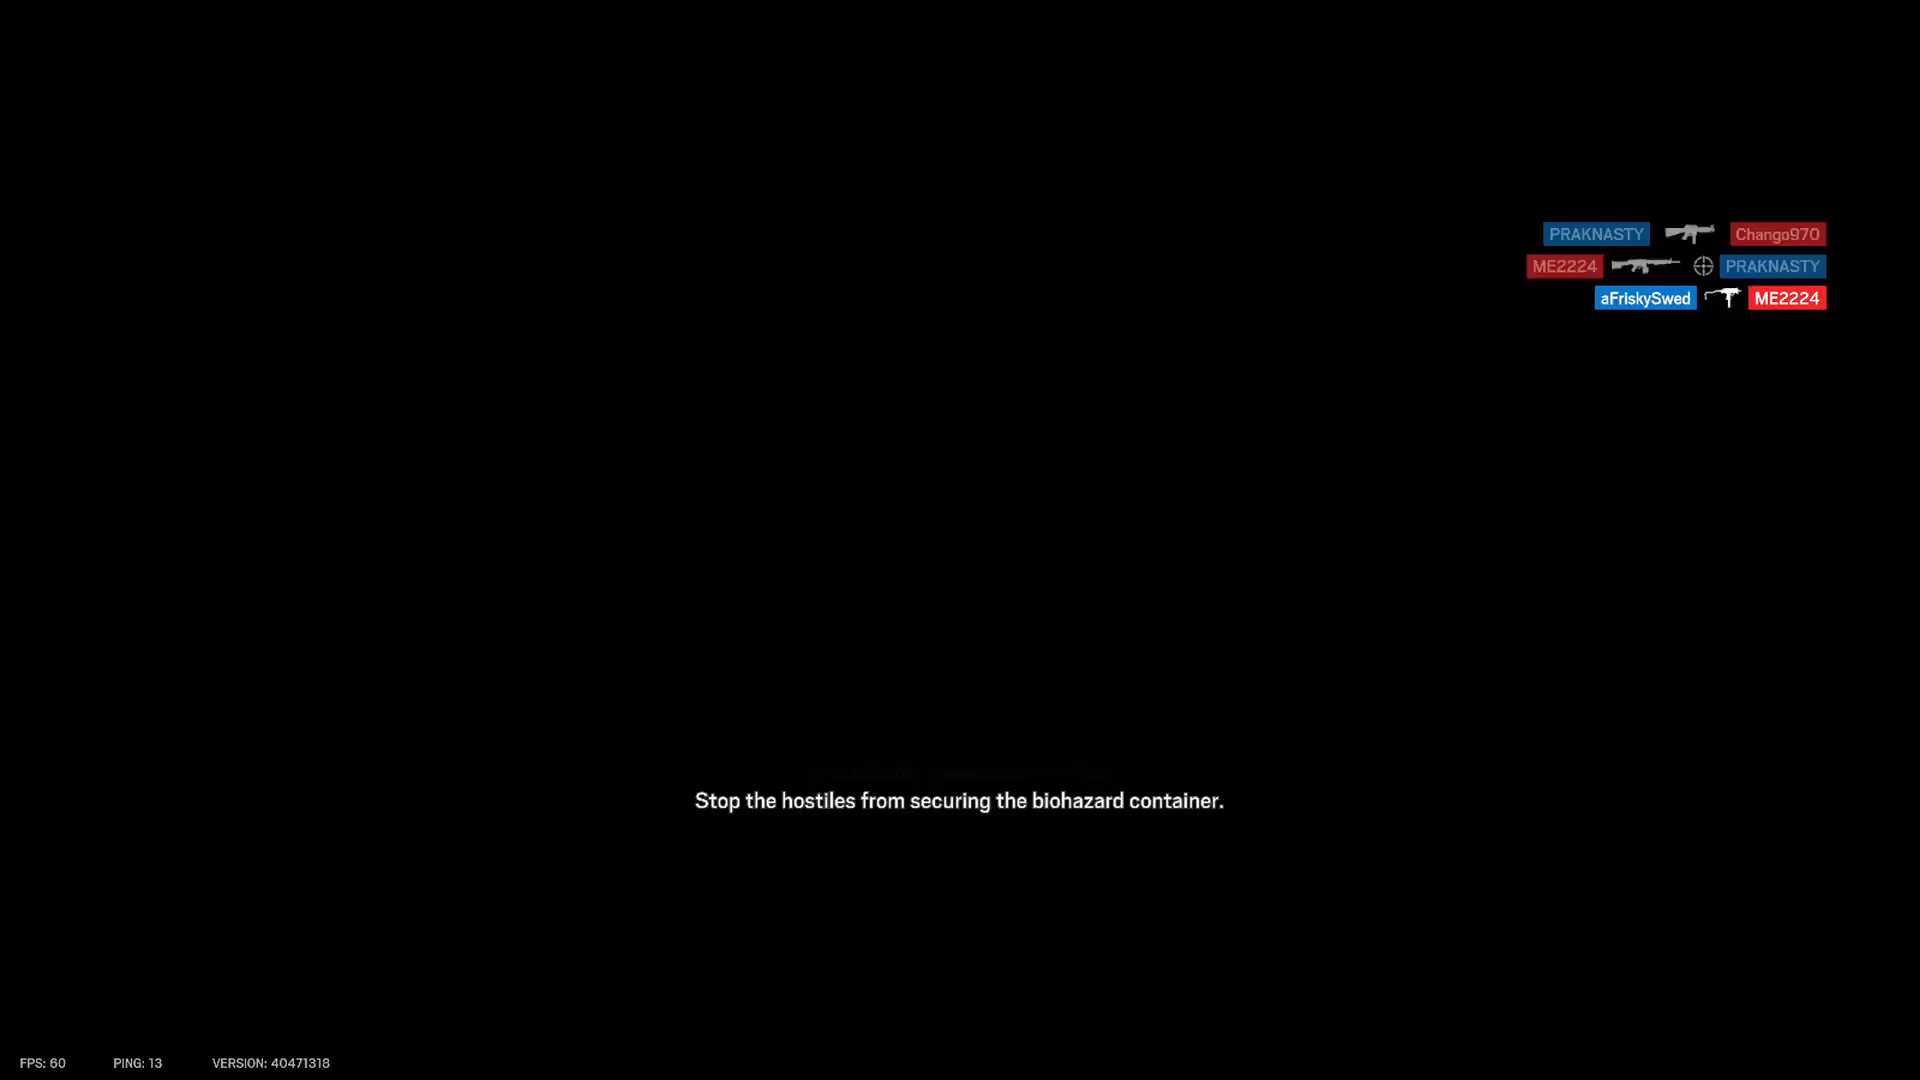 PRAKNASTY Chango970
ME2224 PRAKNASTY
aFriskySwed ME2224
Stop the hostiles from securing the biohazard container.
FPS: 60 PING: 13 VERSION: 40471318